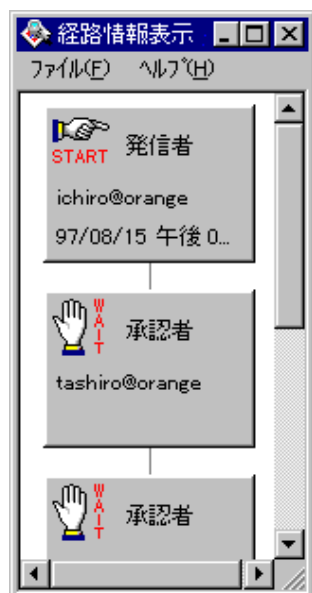 経路情報表示
ファイル(F) ヘルプ(H)
START 発信者
ichiro@orange
97/08/15 午後 0...
WAIT 承認者
tashiro@orange
WAIT 承認者